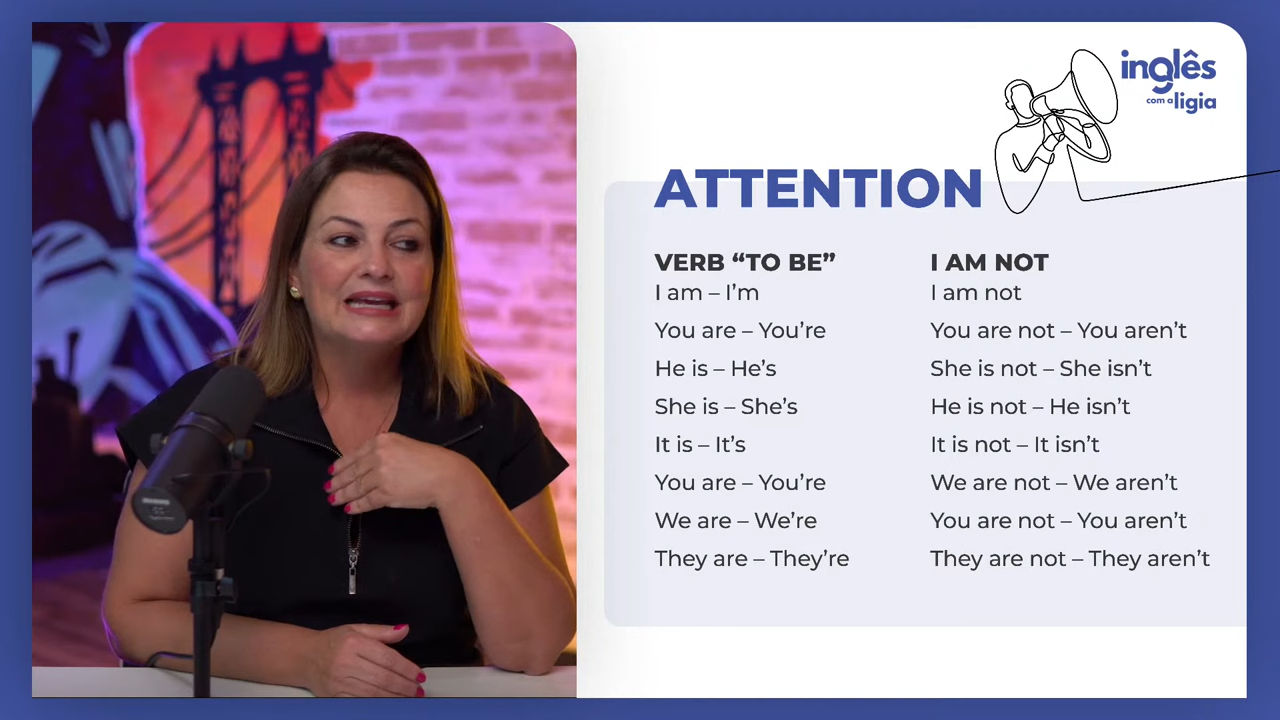 inglês
com a ligia
ATTENTION
VERB “TO BE”
I am – I’m
You are – You’re
He is – He’s
She is – She’s
It is – It’s
You are – You’re
We are – We’re
They are – They’re
I AM NOT
I am not
You are not – You aren’t
She is not – She isn’t
He is not – He isn’t
It is not – It isn’t
We are not – We aren’t
You are not – You aren’t
They are not – They aren’t